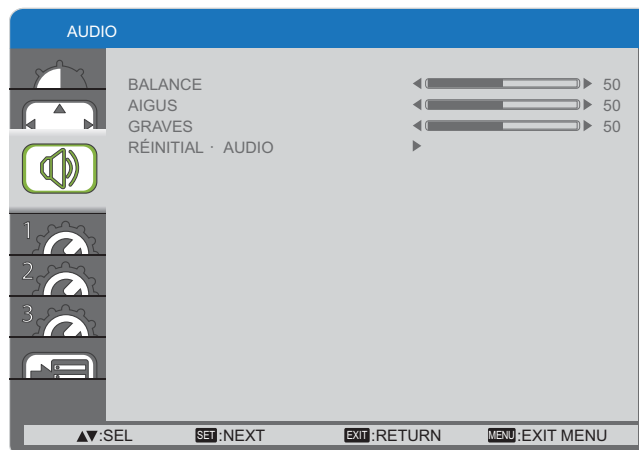 AUDIO
BALANCE 50
AIGUS 50
GRAVES 50
RÉINITIAL · AUDIO
1
2
3
▲▼:SEL SET:NEXT EXIT:RETURN MENU:EXIT MENU